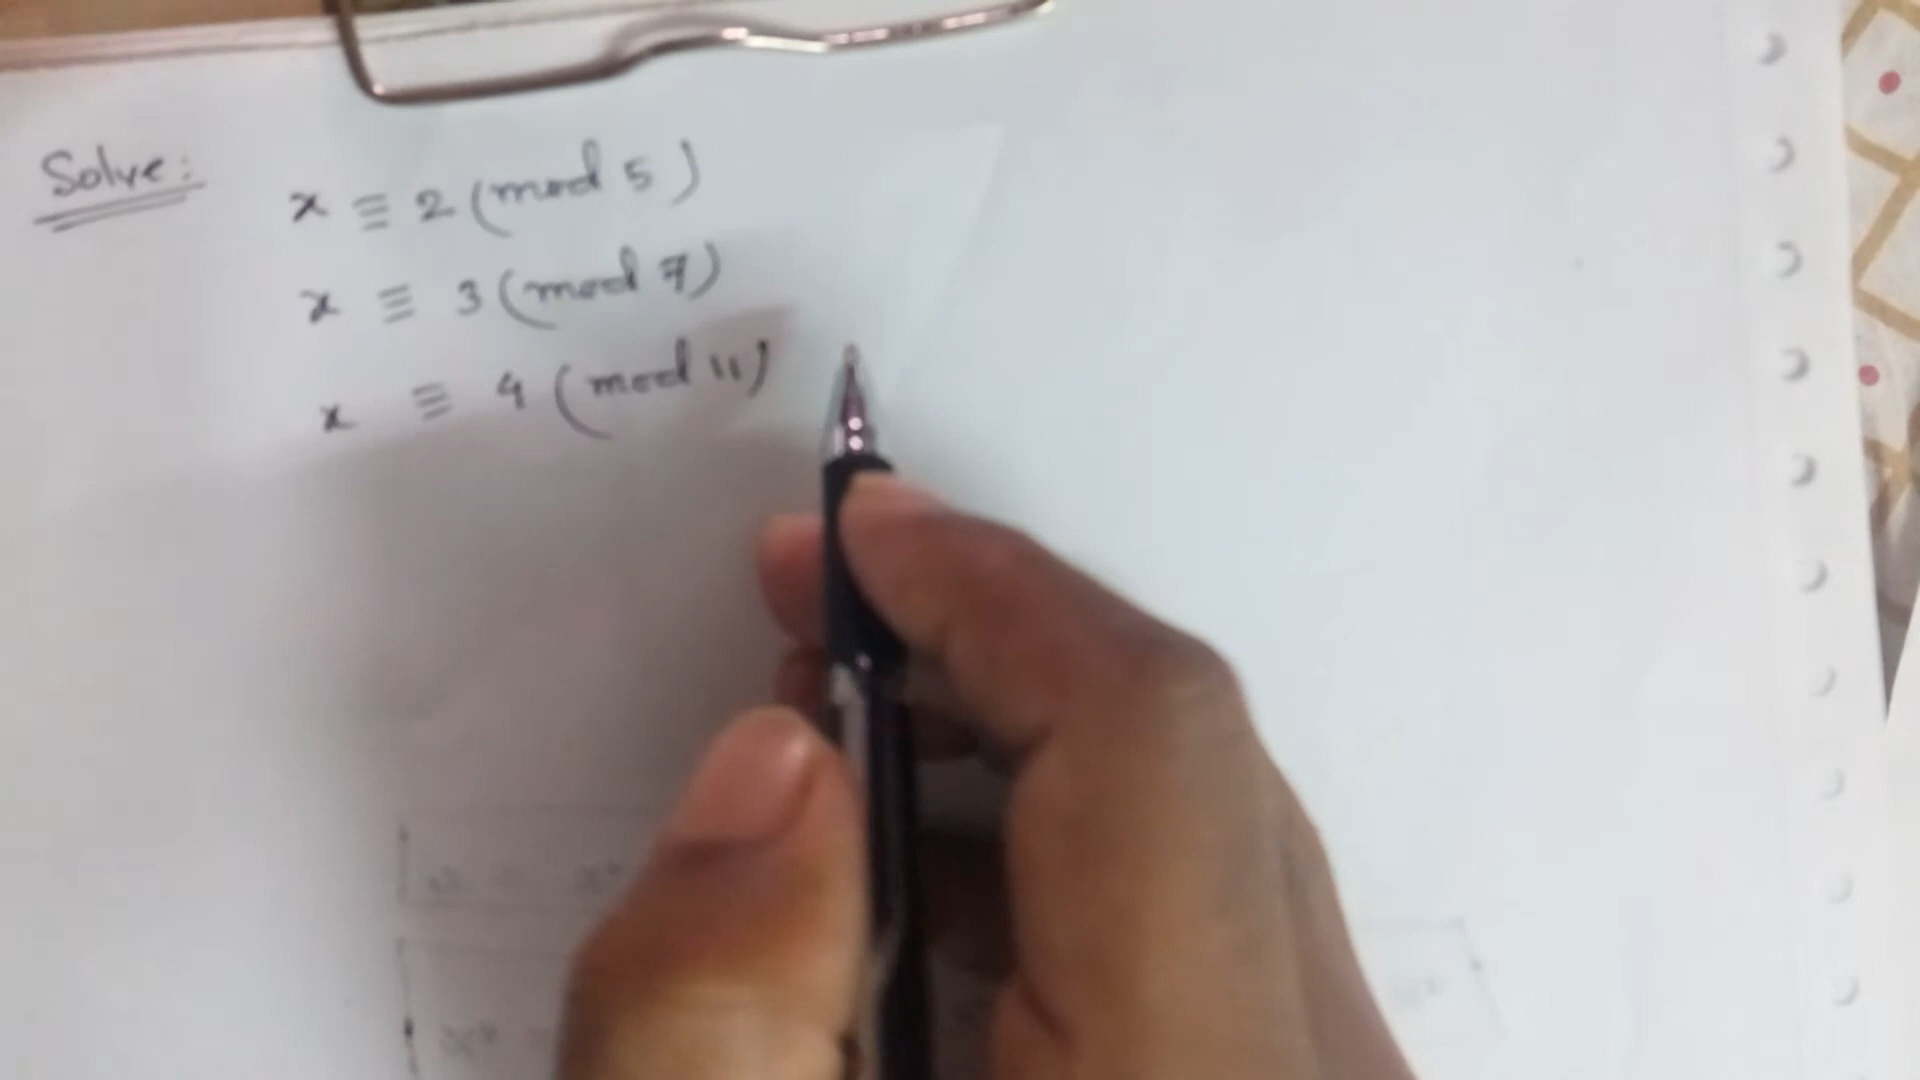 Solve: x ≡ 2 (mod 5)
x ≡ 3 (mod 7)
x ≡ 4 (mod 11)